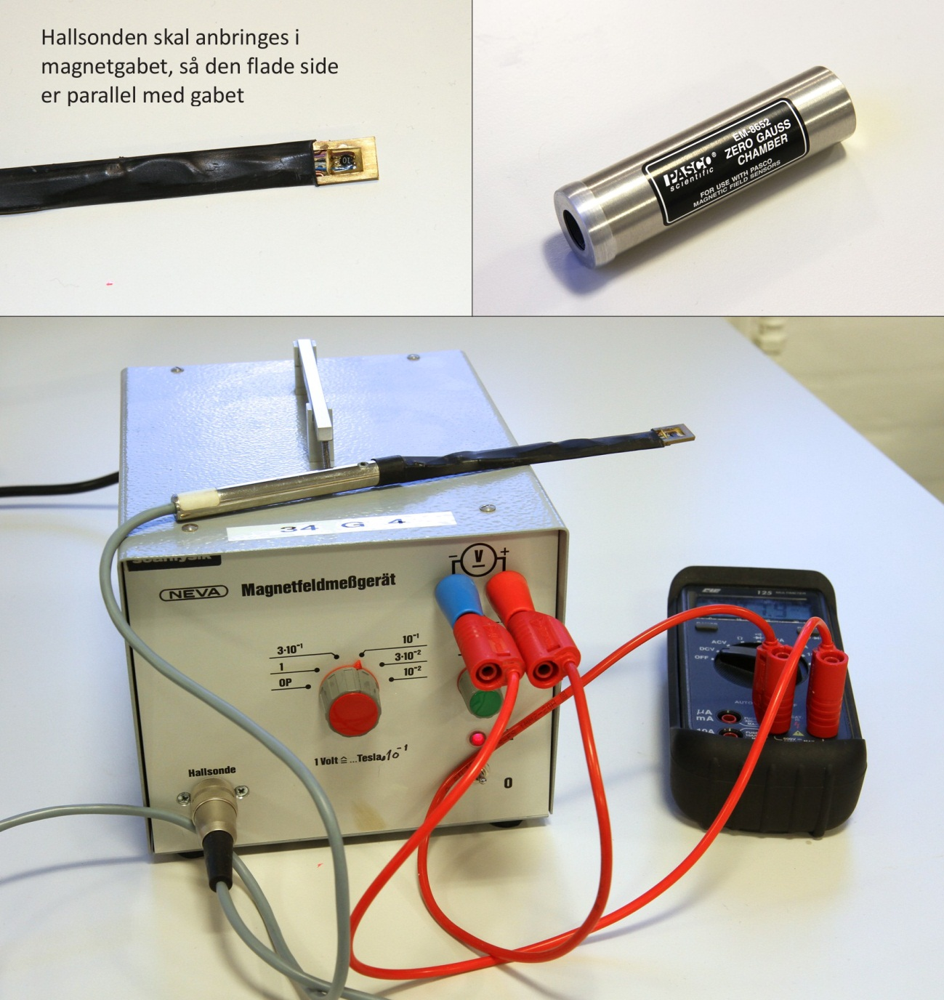 Hallsonden skal anbringes i
magnetgabet, så den flade side
er parallel med gabet
EM-8652
ZERO GAUSS
CHAMBER
PASCO®
scientific
FOR USE WITH PASCO
MAGNETIC FIELD SENSORS
34 G 4
− V +
NEVA
Magnetfeldmeßgerät
3·10⁻¹
10⁻¹
1
3·10⁻²
OP
10⁻²
1 Volt ≙ ...Tesla·10⁻¹
Hallsonde
0
125 MULTIMETER
ACV Ω
DCV
OFF
AUTO
µA
mA
10A